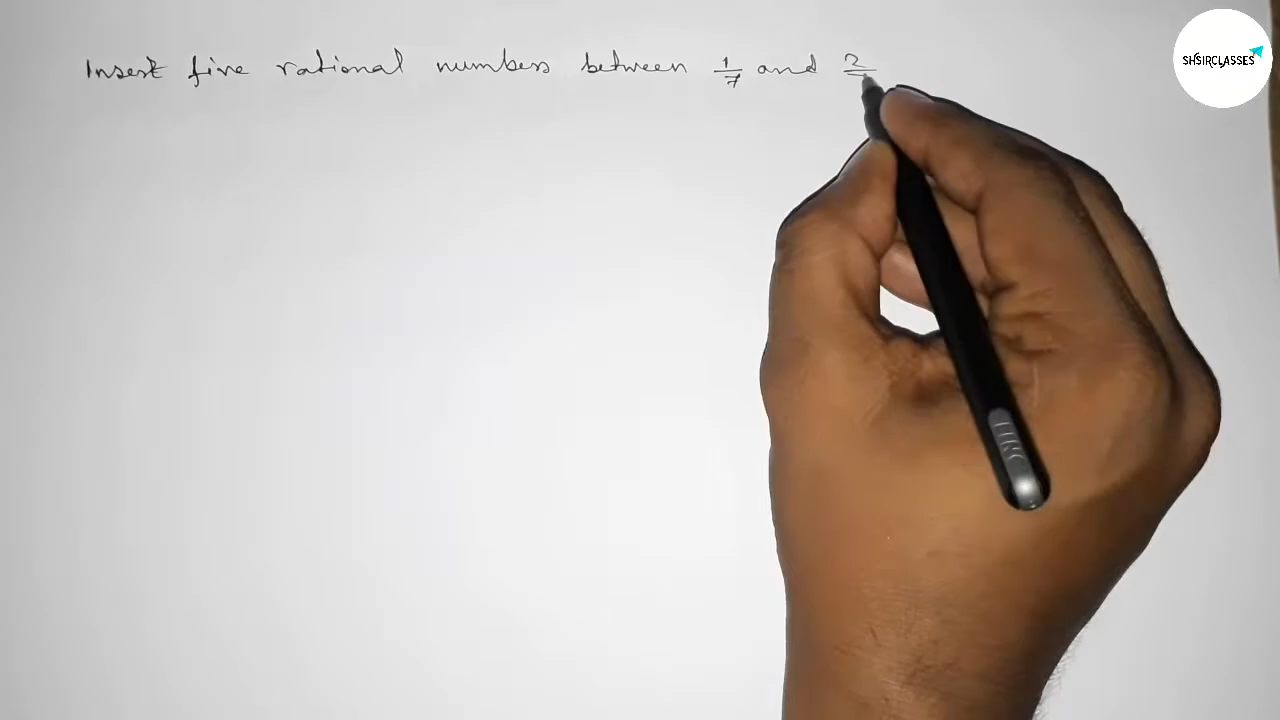 Insert five rational numbers between 1/7 and 2/
SHSIRCLASSES